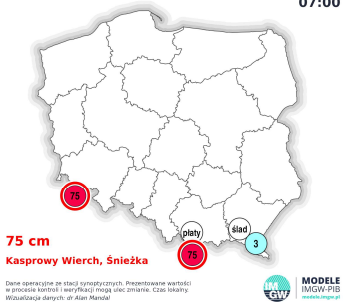 07:00
75
płaty
ślad
3
75
75 cm
Kasprowy Wierch, Śnieżka
Dane operacyjne ze stacji synoptycznych. Prezentowane wartości
w procesie kontroli i weryfikacji mogą ulec zmianie. Czas lokalny.
Wizualizacja danych: dr Alan Mandal
IM
GW
MODELE
IMGW-PIB
modele.imgw.pl